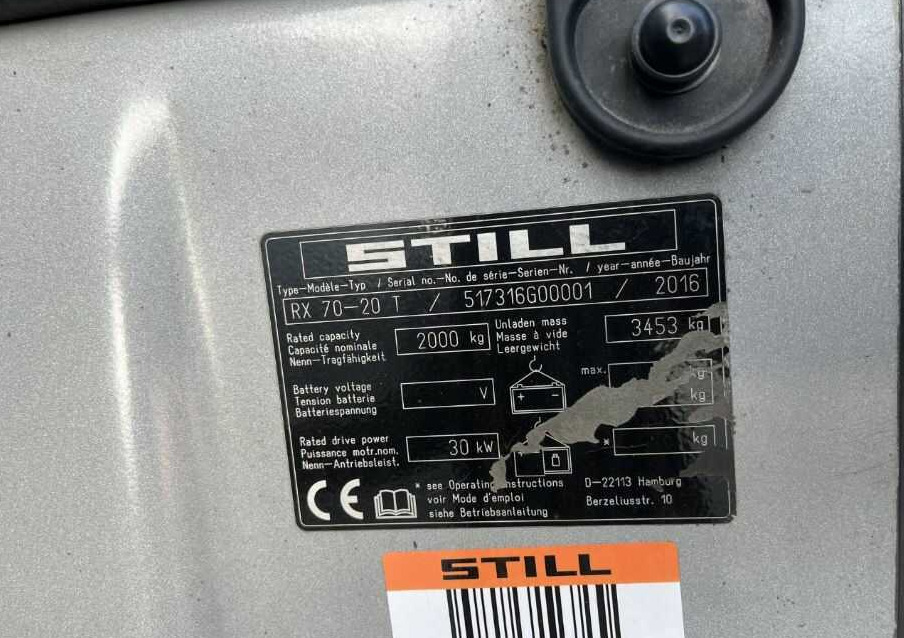 STILL
Type-Modèle-Typ / Serial no.-No. de série-Serien-Nr. / year-année-Baujahr
RX 70-20 T / 517316G00001 / 2016
Rated capacity
Capacité nominale
Nenn-Tragfähigkeit
2000 kg
Unladen mass
Masse à vide
Leergewicht
3453 kg
Battery voltage
Tension batterie
Batteriespannung
V
+ -
max.
kg
kg
Rated drive power
Puissance motr.nom.
Nenn-Antriebsleist.
30 kW
* kg
CE
* see Operating Instructions
voir Mode d'emploi
siehe Betriebsanleitung
D-22113 Hamburg
Berzeliusstr. 10
STILL